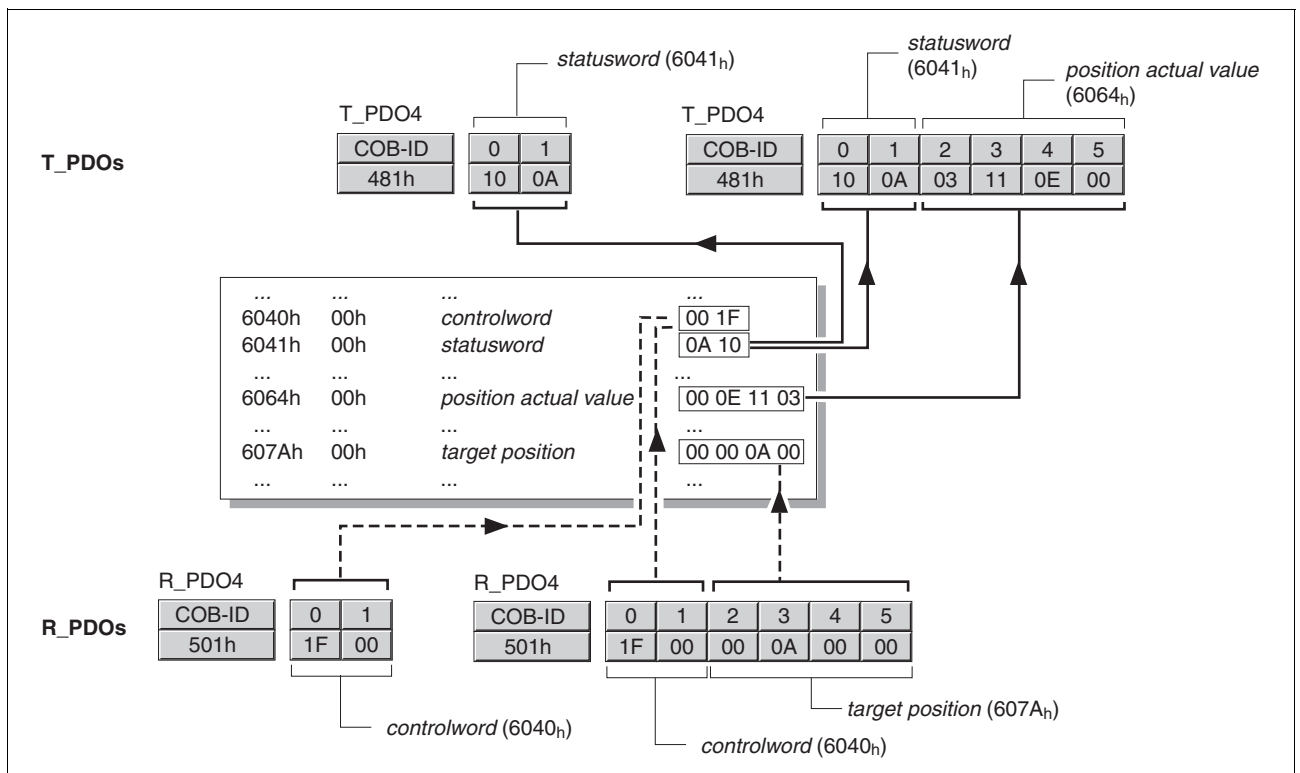 statusword (6041h)
statusword
(6041h)
position actual value
(6064h)
T_PDOs
T_PDO4
COB-ID 0 1
481h 10 0A
T_PDO4
COB-ID 0 1 2 3 4 5
481h 10 0A 03 11 0E 00
... ... ... ...
6040h 00h controlword 00 1F
6041h 00h statusword 0A 10
... ... ... ...
6064h 00h position actual value 00 0E 11 03
... ... ... ...
607Ah 00h target position 00 00 0A 00
... ... ... ...
R_PDOs
R_PDO4
COB-ID 0 1
501h 1F 00
controlword (6040h)
R_PDO4
COB-ID 0 1 2 3 4 5
501h 1F 00 00 0A 00 00
target position (607Ah)
controlword (6040h)